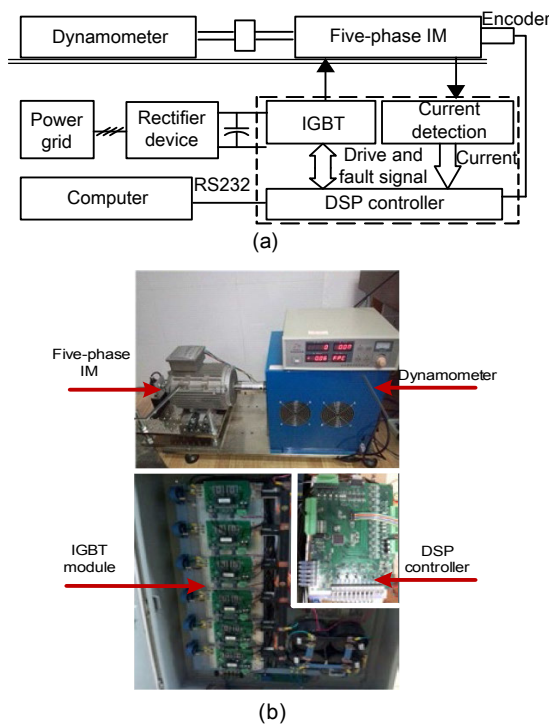 Dynamometer
Five-phase IM
Encoder
Power
grid
Rectifier
device
IGBT
Current
detection
Drive and
fault signal
Current
Computer
RS232
DSP controller
(a)
Five-phase
IM
Dynamometer
IGBT
module
DSP
controller
(b)